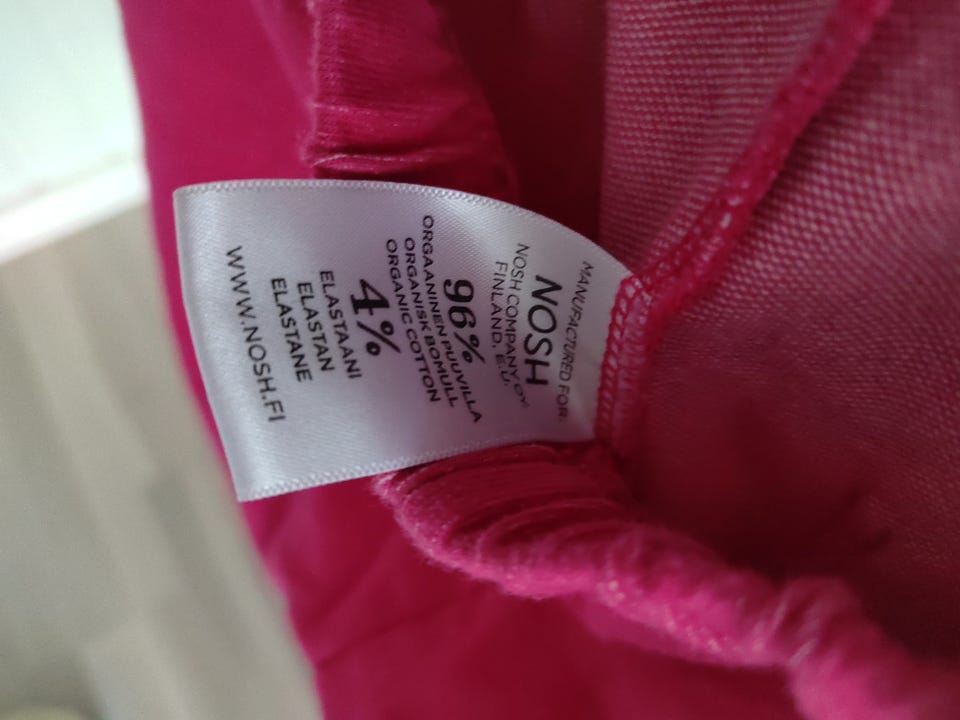 MANUFACTURED FOR:
NOSH
NOSH COMPANY OY
FINLAND, E.U.
96%
ORGAANINEN PUUVILLA
ORGANISK BOMULL
ORGANIC COTTON
4%
ELASTAANI
ELASTAN
ELASTANE
WWW.NOSH.FI